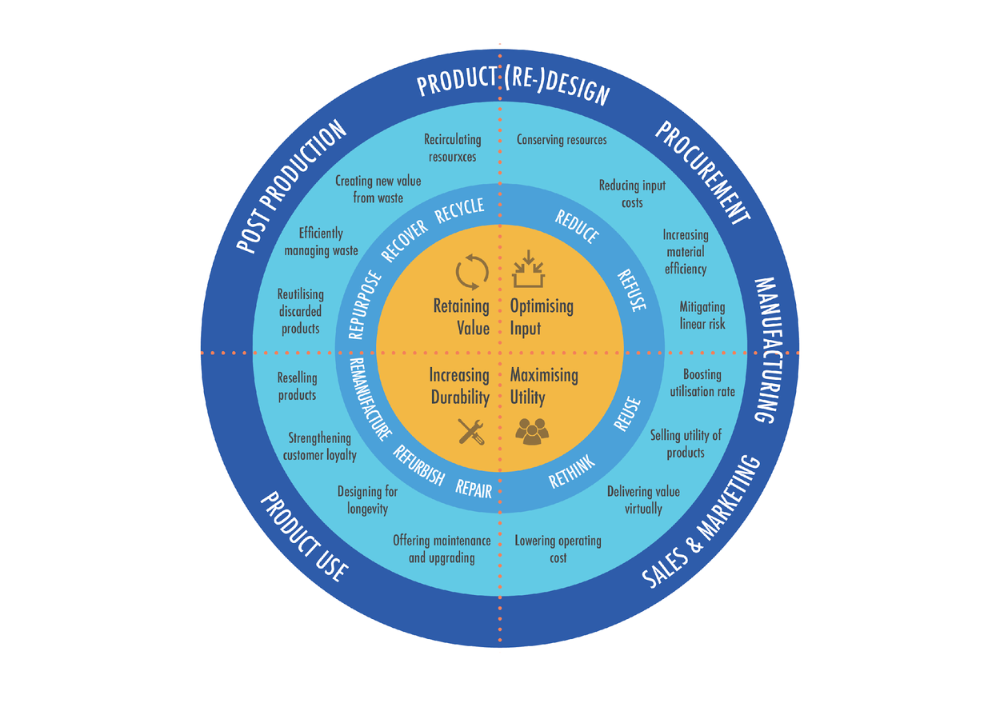 PRODUCT (RE-)DESIGN
PROCUREMENT
MANUFACTURING
SALES & MARKETING
PRODUCT USE
POST PRODUCTION
Conserving resources
Reducing input
costs
Increasing
material
efficiency
Mitigating
linear risk
Boosting
utilisation rate
Selling utility of
products
Delivering value
virtually
Lowering operating
cost
Offering maintenance
and upgrading
Designing for
longevity
Strengthening
customer loyalty
Reselling
products
Reutilising
discarded
products
Efficiently
managing waste
Creating new value
from waste
Recirculating
resourxces
REDUCE
REFUSE
REUSE
RETHINK
REPAIR
REFURBISH
REMANUFACTURE
REPURPOSE
RECOVER
RECYCLE
Retaining
Value
Optimising
Input
Increasing
Durability
Maximising
Utility